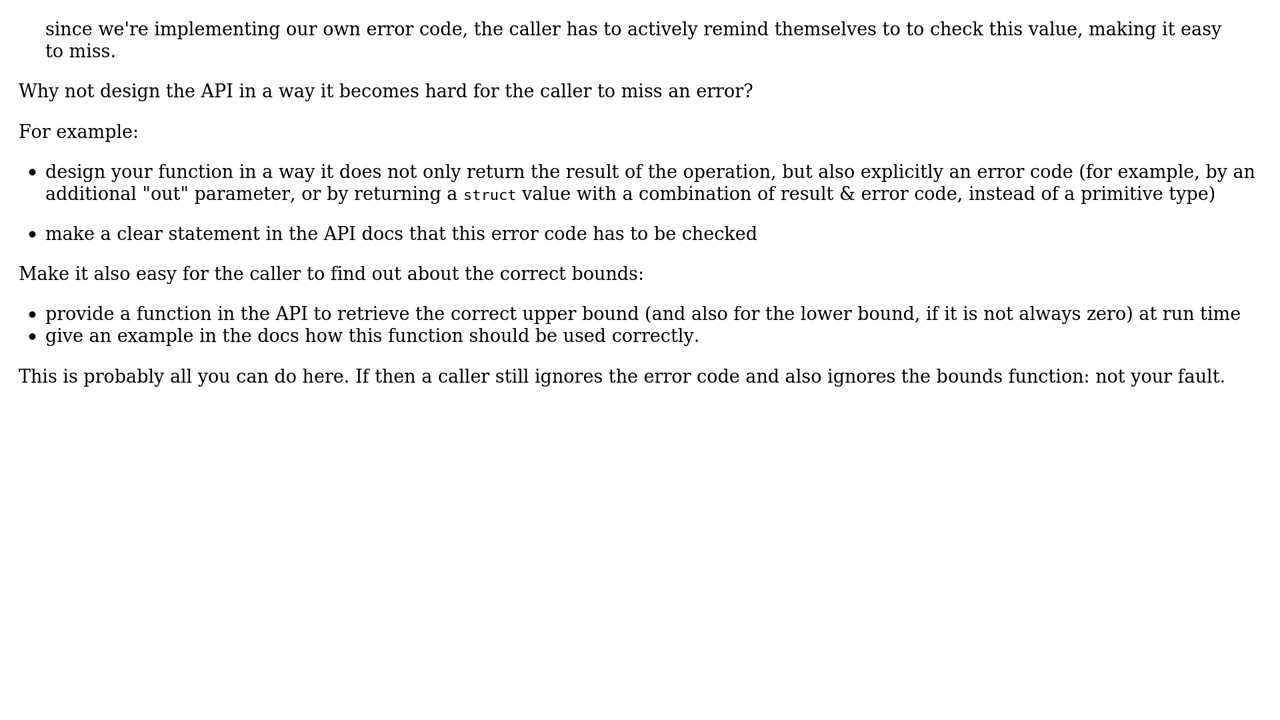 since we're implementing our own error code, the caller has to actively remind themselves to to check this value, making it easy
to miss.
Why not design the API in a way it becomes hard for the caller to miss an error?
For example:
• design your function in a way it does not only return the result of the operation, but also explicitly an error code (for example, by an
additional "out" parameter, or by returning a struct value with a combination of result & error code, instead of a primitive type)
• make a clear statement in the API docs that this error code has to be checked
Make it also easy for the caller to find out about the correct bounds:
• provide a function in the API to retrieve the correct upper bound (and also for the lower bound, if it is not always zero) at run time
• give an example in the docs how this function should be used correctly.
This is probably all you can do here. If then a caller still ignores the error code and also ignores the bounds function: not your fault.